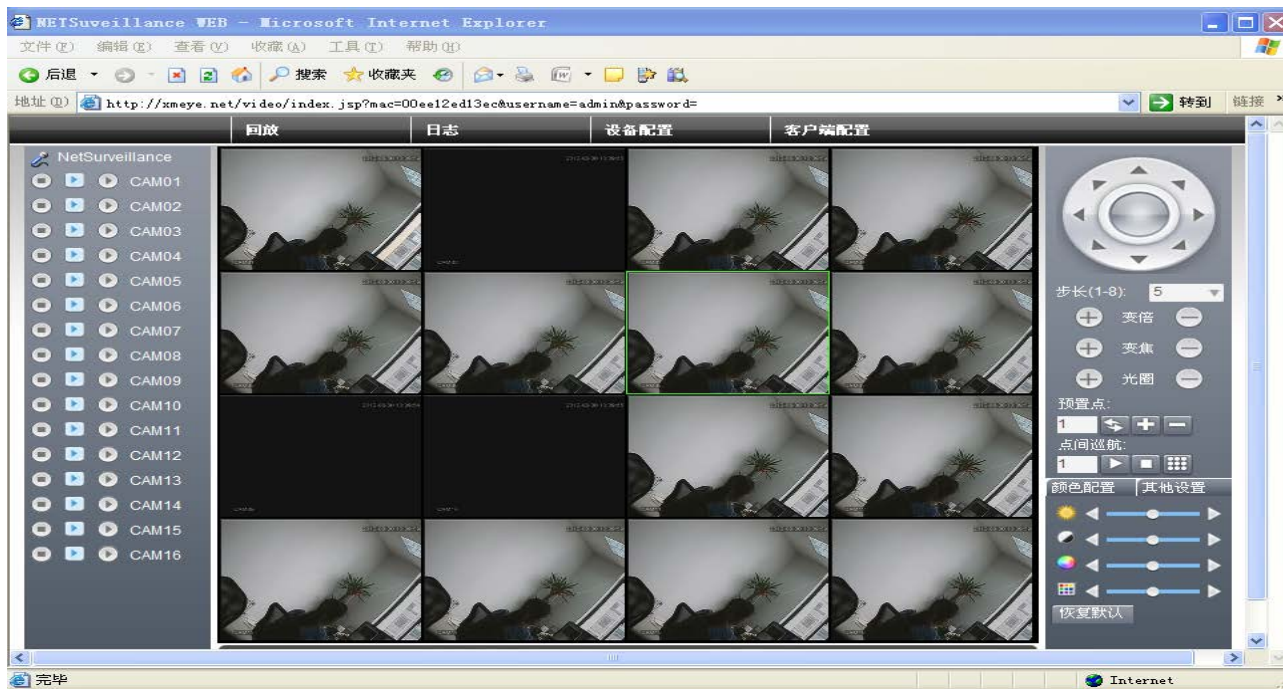 NETSuveillance WEB - Microsoft Internet Explorer
文件(F) 编辑(E) 查看(V) 收藏(A) 工具(T) 帮助(H)
后退 搜索 收藏夹
地址(D) http://xmeye.net/video/index.jsp?mac=00ee12ed13ec&username=admin&password= 转到 链接
回放 日志 设备配置 客户端配置
NetSurveillance
CAM01
CAM02
CAM03
CAM04
CAM05
CAM06
CAM07
CAM08
CAM09
CAM10
CAM11
CAM12
CAM13
CAM14
CAM15
CAM16
步长(1-8): 5
变倍
变焦
光圈
预置点:
1
点间巡航:
1
颜色配置 其他设置
恢复默认
完毕 Internet